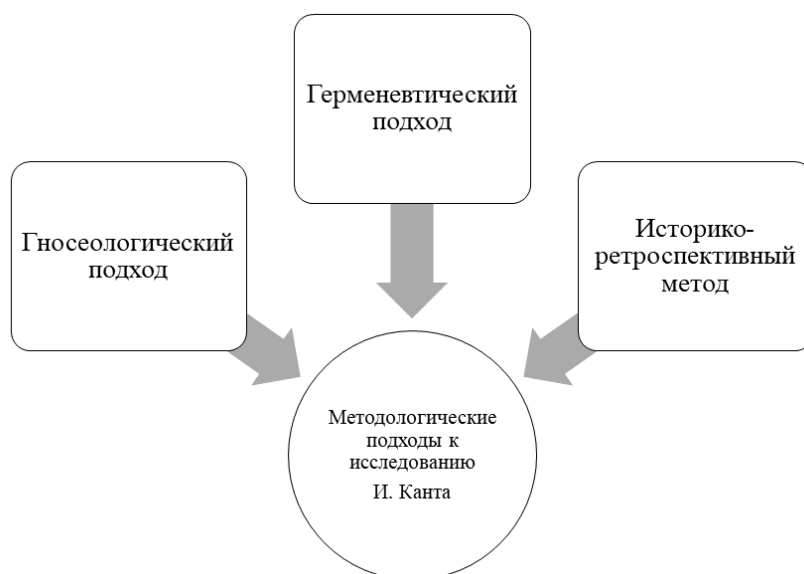 Герменевтический
подход
Гносеологический
подход
Историко-
ретроспективный
метод
Методологические
подходы к
исследованию
И. Канта